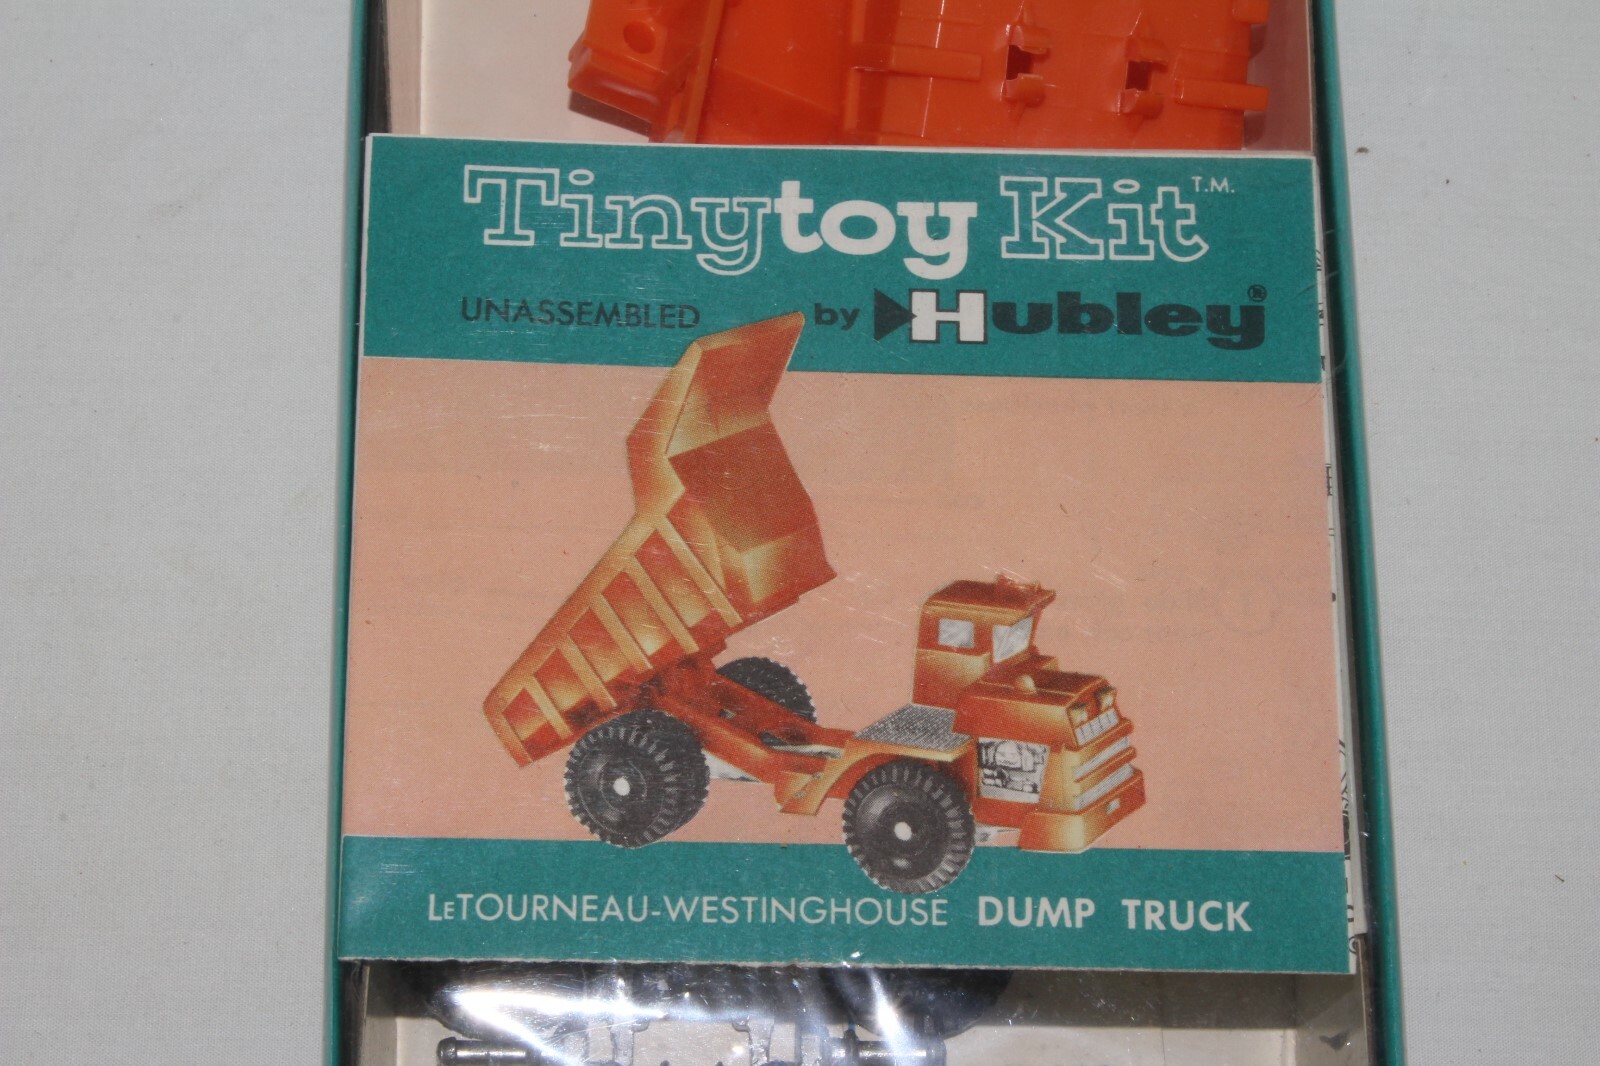 Tinytoy Kit T.M.
UNASSEMBLED by Hubley®
LETOURNEAU-WESTINGHOUSE DUMP TRUCK